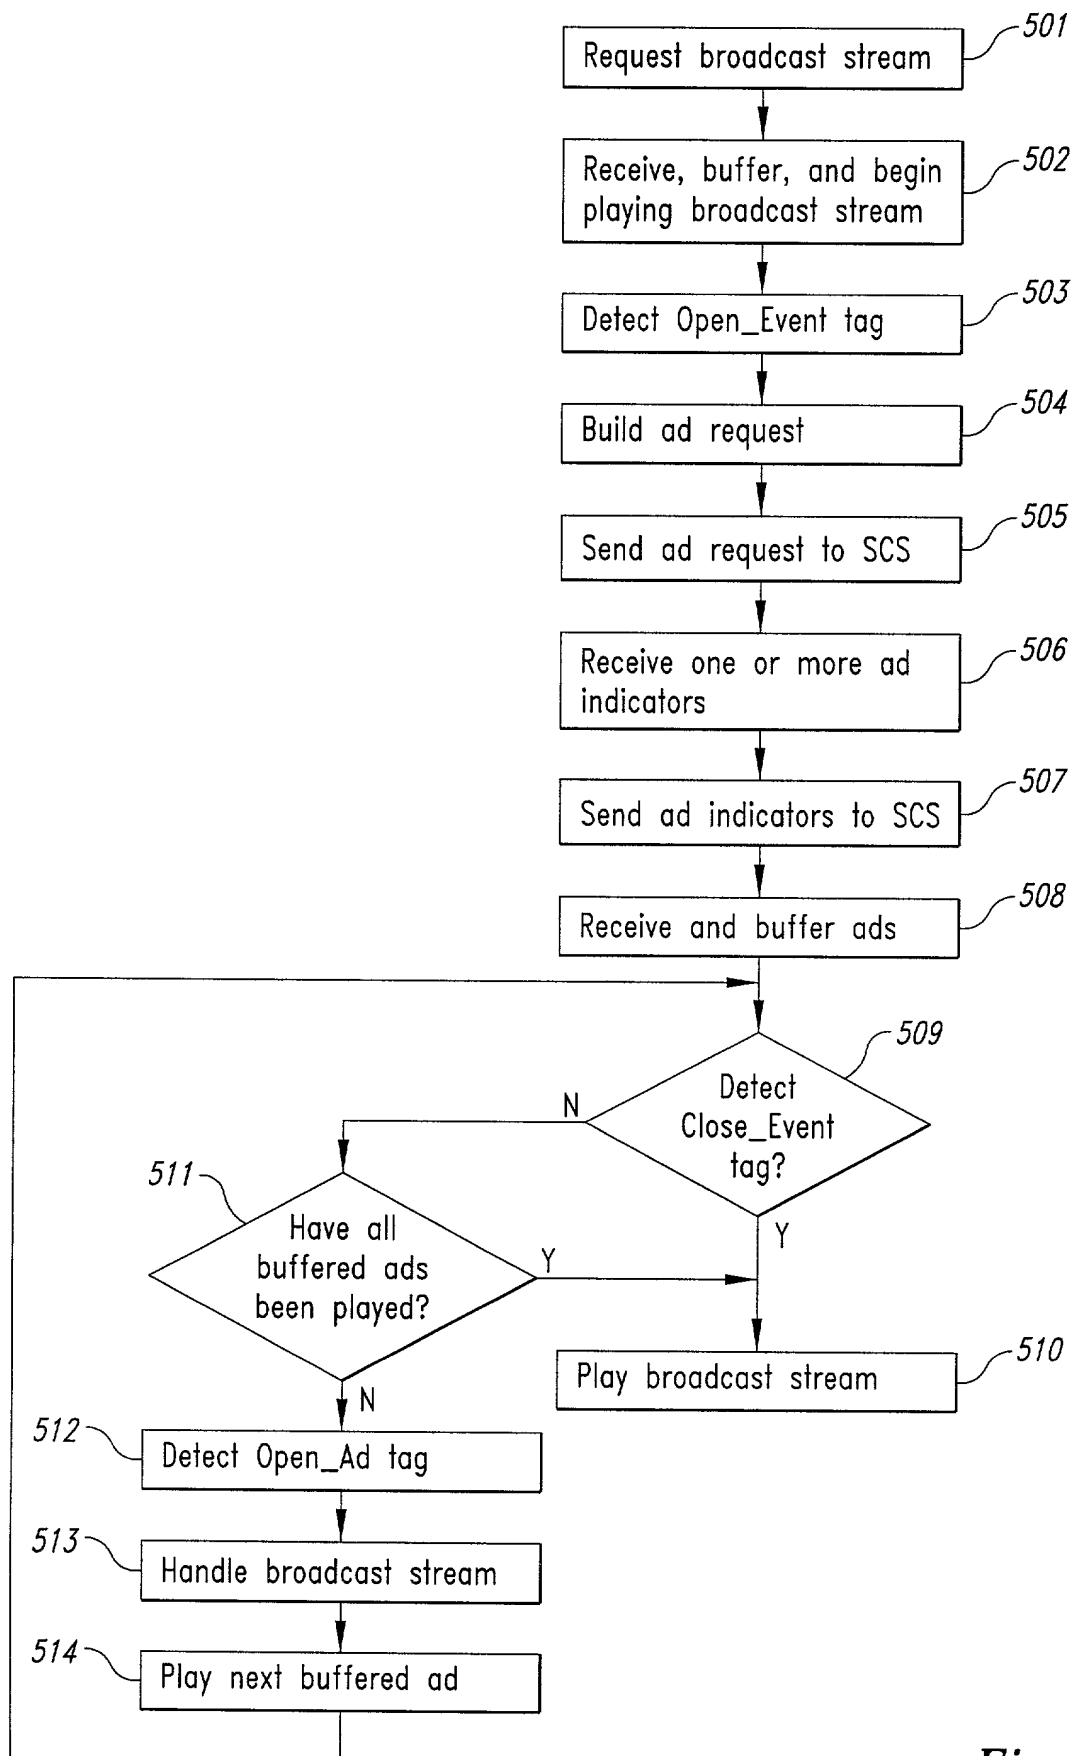 501
Request broadcast stream
502
Receive, buffer, and begin
playing broadcast stream
503
Detect Open_Event tag
504
Build ad request
505
Send ad request to SCS
506
Receive one or more ad
indicators
507
Send ad indicators to SCS
508
Receive and buffer ads
509
Detect
Close_Event
tag?
N
Y
511
Have all
buffered ads
been played?
Y
N
510
Play broadcast stream
512
Detect Open_Ad tag
513
Handle broadcast stream
514
Play next buffered ad